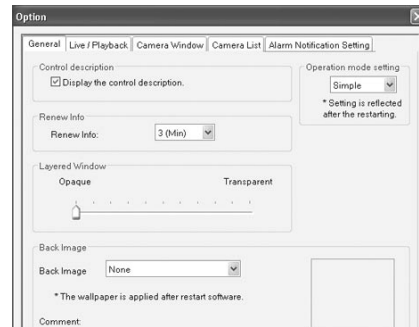 Option
General
Live / Playback
Camera Window
Camera List
Alarm Notification Setting
Control description
Display the control description.
Operation mode setting
Simple
* Setting is reflected
after the restarting.
Renew Info
Renew Info:
3 (Min)
Layered Window
Opaque
Transparent
Back Image
Back Image
None
* The wallpaper is applied after restart software.
Comment: